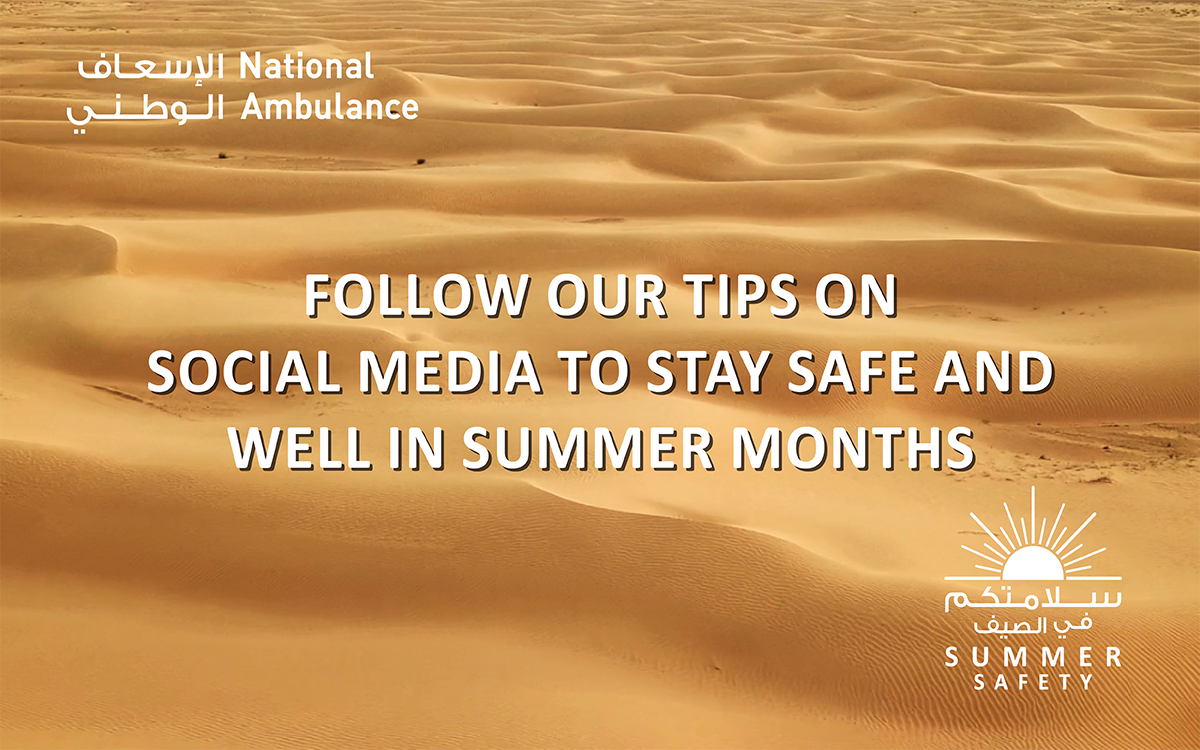 الإسعاف National
الوطني Ambulance
FOLLOW OUR TIPS ON
SOCIAL MEDIA TO STAY SAFE AND
WELL IN SUMMER MONTHS
سلامتكم
في الصيف
SUMMER
SAFETY